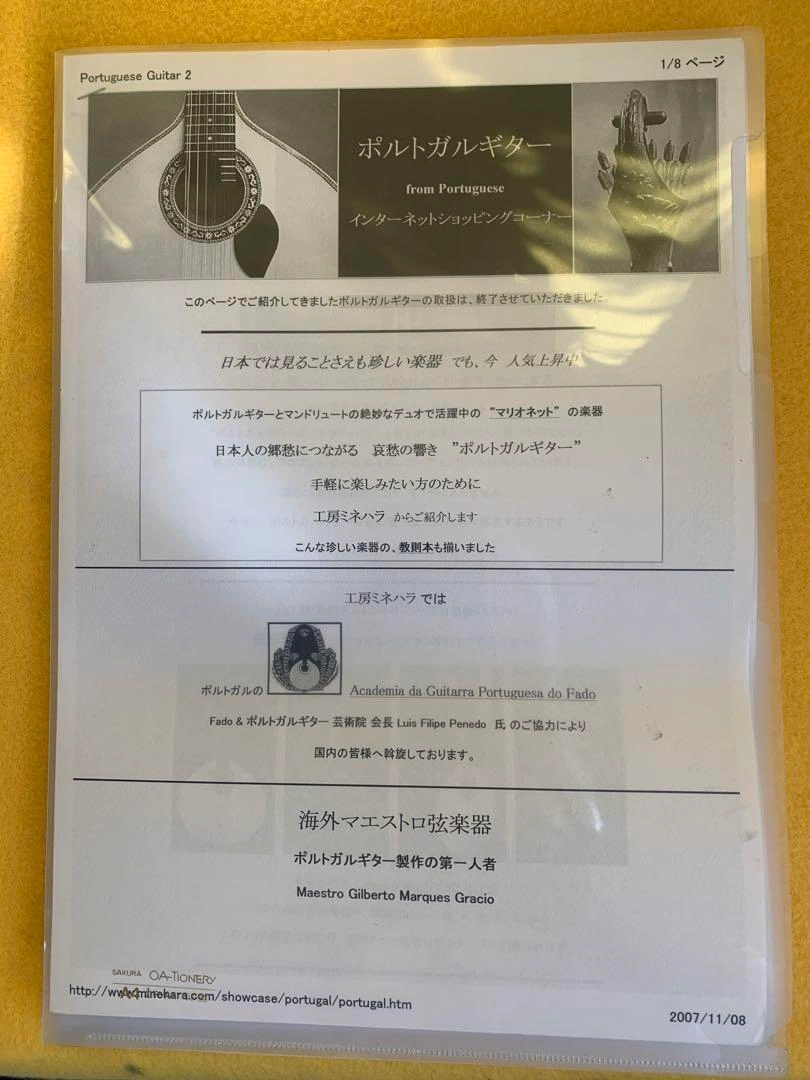 Portuguese Guitar 2
1/8 ページ
ポルトガルギター
from Portuguese
インターネットショッピングコーナー
このページでご紹介してきましたポルトガルギターの取扱は、終了させていただきました。
日本では見ることさえも珍しい楽器 でも、今 人気上昇中
ポルトガルギターとマンドリュートの絶妙なデュオで活躍中の "マリオネット" の楽器
日本人の郷愁につながる 哀愁の響き "ポルトガルギター"
手軽に楽しみたい方のために
工房ミネハラ からご紹介します
こんな珍しい楽器の、教則本も揃いました
工房ミネハラ では
ポルトガルの Academia da Guitarra Portuguesa do Fado
Fado & ポルトガルギター 芸術院 会長 Luis Filipe Penedo 氏 のご協力により
国内の皆様へ斡旋しております。
海外マエストロ弦楽器
ポルトガルギター製作の第一人者
Maestro Gilberto Marques Gracio
SAKURA OA-TIONERY
A4
http://www.minehara.com/showcase/portugal/portugal.htm
2007/11/08